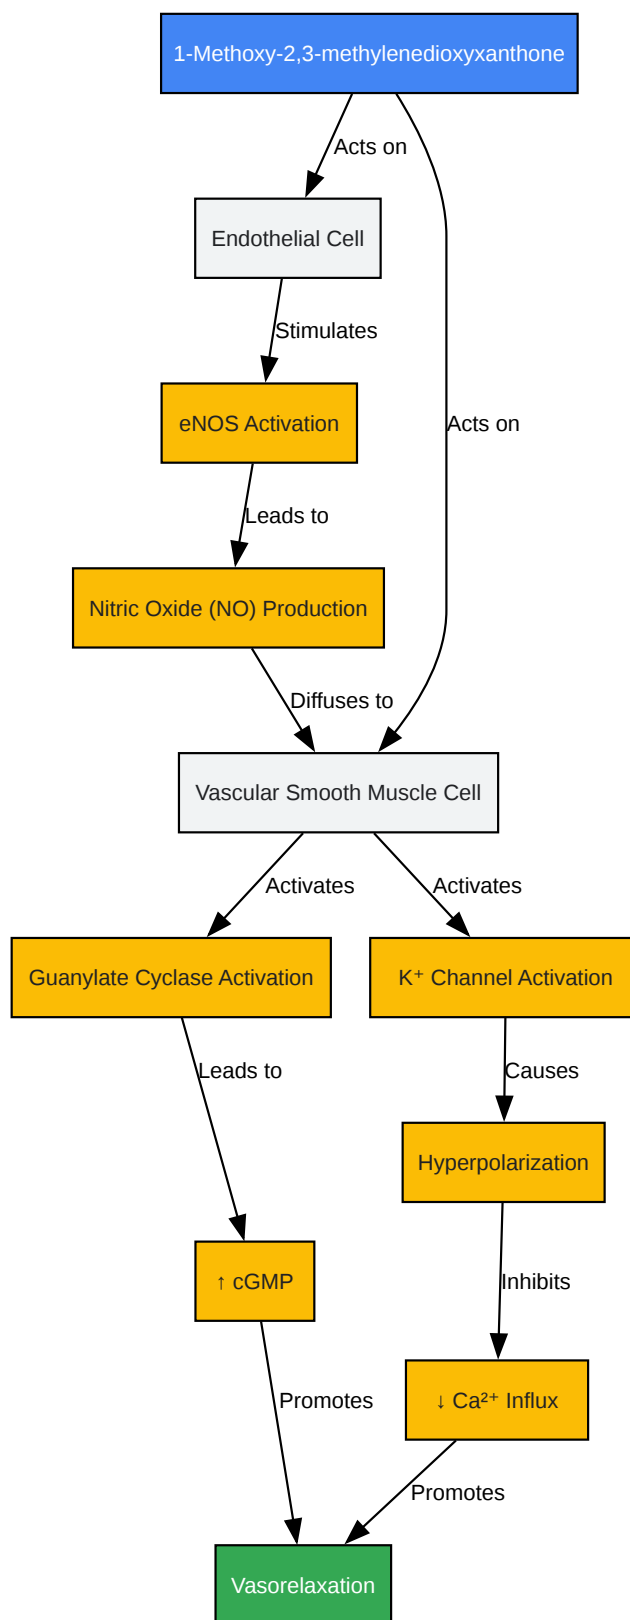 1-Methoxy-2,3-methylenedioxyxanthone
Acts on
Endothelial Cell
Stimulates
eNOS Activation
Acts on
Leads to
Nitric Oxide (NO) Production
Diffuses to
Vascular Smooth Muscle Cell
Activates
Activates
Guanylate Cyclase Activation
K⁺ Channel Activation
Leads to
Causes
Hyperpolarization
↑ cGMP
Inhibits
↓ Ca²⁺ Influx
Promotes
Promotes
Vasorelaxation